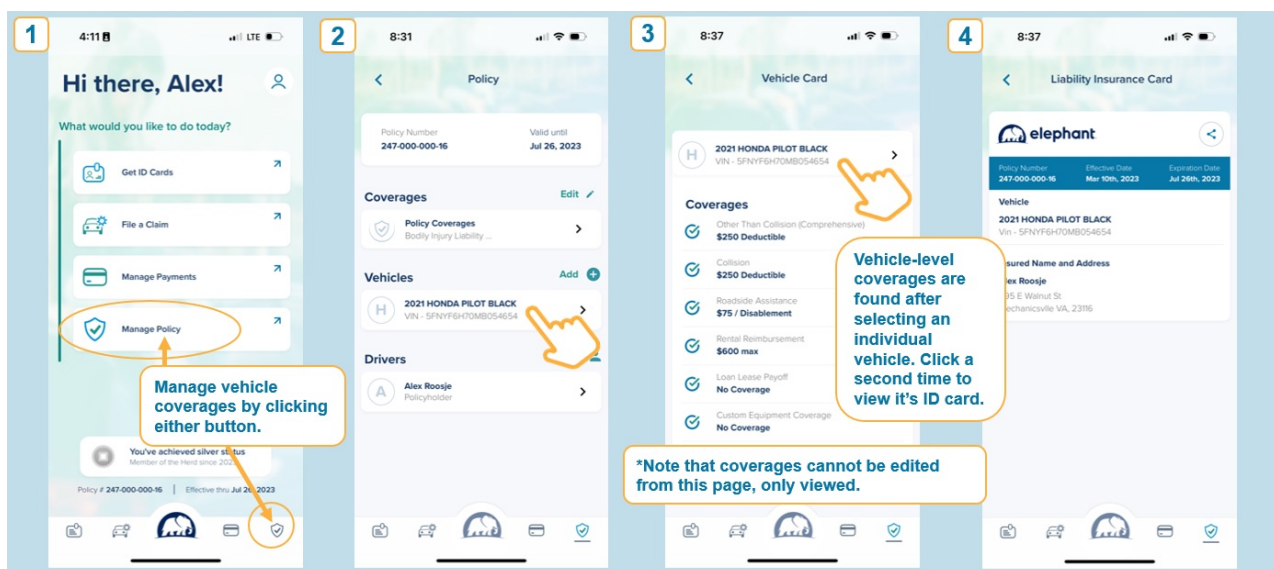 1
4:11
LTE
Hi there, Alex!
What would you like to do today?
Get ID Cards
File a Claim
Manage Payments
Manage Policy
Manage vehicle
coverages by clicking
either button.
You've achieved silver status
Member of the Herd since
Policy # 247-000-000-16 | Effective thru Jul 26, 2023
2
8:31
Policy
Policy Number
Valid until
247-000-000-16
Jul 26, 2023
Coverages
Edit
Policy Coverages
Bodily Injury Liability ...
Vehicles
Add
H
2021 HONDA PILOT BLACK
VIN - 5FNYF6H70MB054654
Drivers
A
Alex Roosje
Policyholder
3
8:37
Vehicle Card
H
2021 HONDA PILOT BLACK
VIN - 5FNYF6H70MB054654
Coverages
Other Than Collision (Comprehensive)
$250 Deductible
Collision
$250 Deductible
Roadside Assistance
$75 / Disablement
Rental Reimbursement
$600 max
Loan Lease Payoff
No Coverage
Custom Equipment Coverage
No Coverage
Vehicle-level
coverages are
found after
selecting an
individual
vehicle. Click a
second time to
view it's ID card.
*Note that coverages cannot be edited
from this page, only viewed.
4
8:37
Liability Insurance Card
elephant
Policy Number Effective Date Expiration Date
247-000-000-16 Mar 10th, 2023 Jul 26th, 2023
Vehicle
2021 HONDA PILOT BLACK
Vin - 5FNYF6H70MB054654
Name and Address
Roosje
E Walnut St
VA, 23116